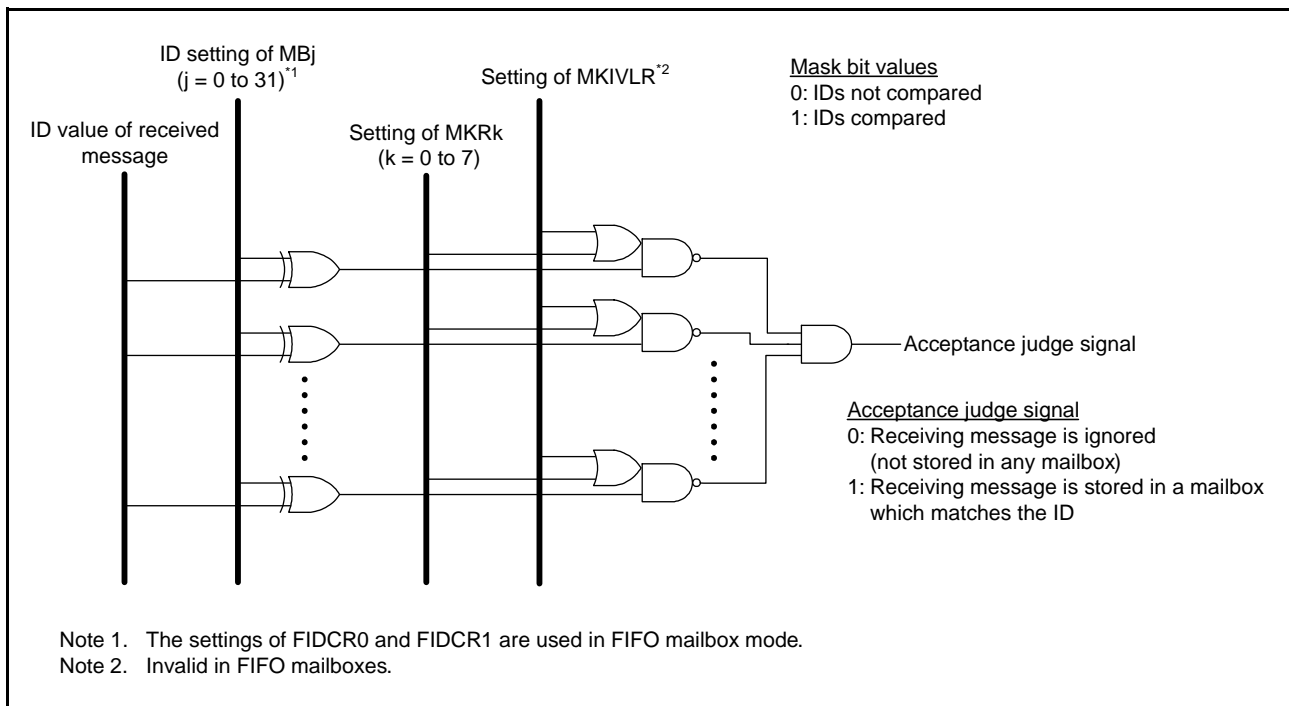 ID setting of MBj
(j = 0 to 31)*1
Setting of MKIVLR*2
Mask bit values
0: IDs not compared
1: IDs compared
ID value of received
message
Setting of MKRk
(k = 0 to 7)
Acceptance judge signal
Acceptance judge signal
0: Receiving message is ignored
(not stored in any mailbox)
1: Receiving message is stored in a mailbox
which matches the ID
Note 1. The settings of FIDCR0 and FIDCR1 are used in FIFO mailbox mode.
Note 2. Invalid in FIFO mailboxes.